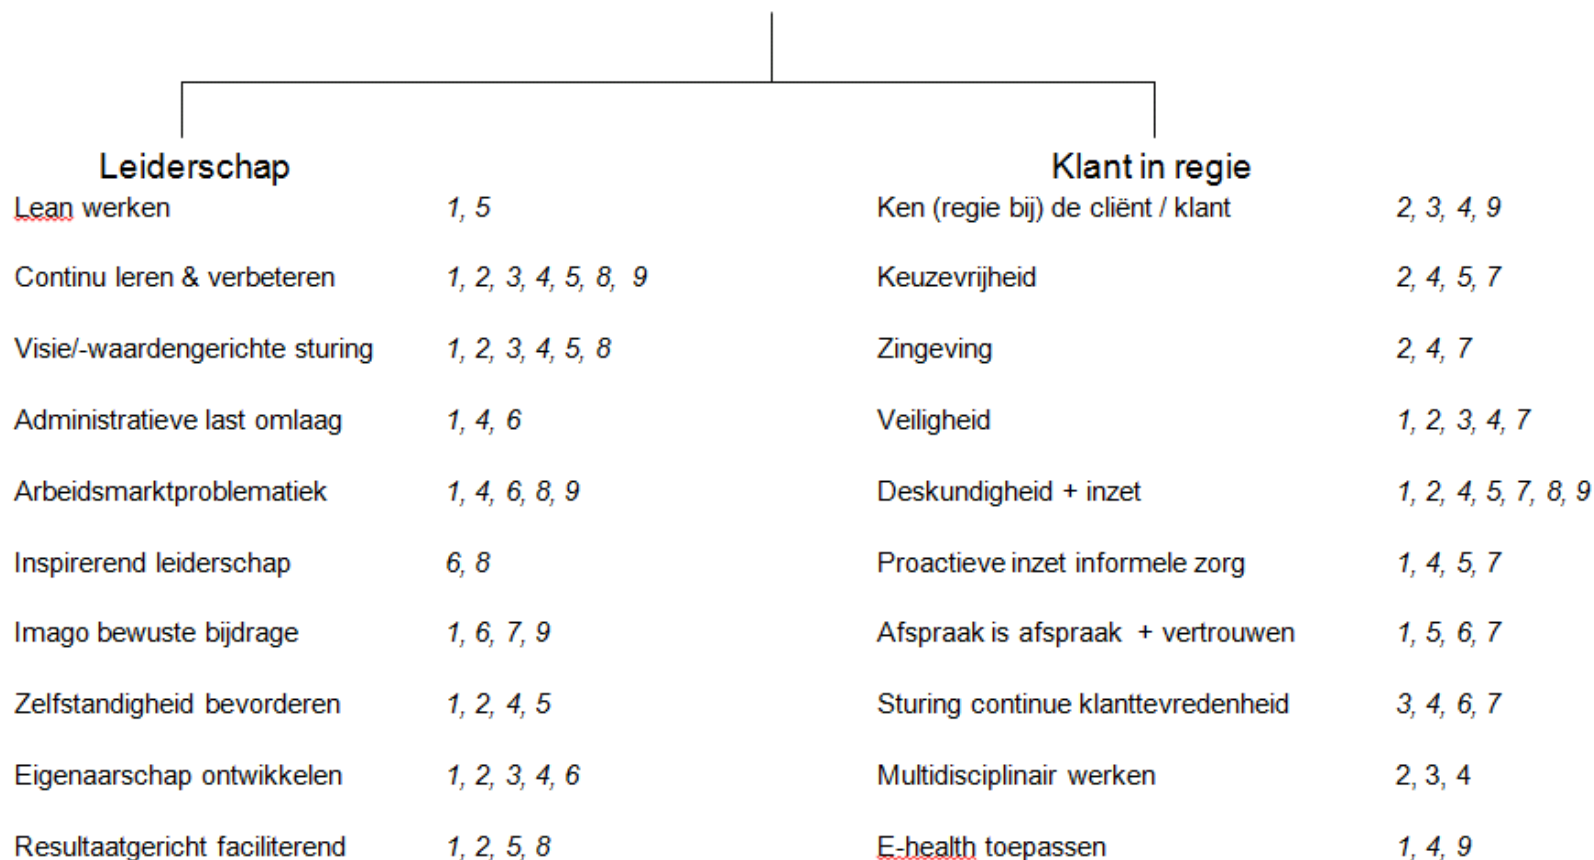 Leiderschap
Lean werken 1, 5
Continu leren & verbeteren 1, 2, 3, 4, 5, 8, 9
Visie/-waardengerichte sturing 1, 2, 3, 4, 5, 8
Administratieve last omlaag 1, 4, 6
Arbeidsmarktproblematiek 1, 4, 6, 8, 9
Inspirerend leiderschap 6, 8
Imago bewuste bijdrage 1, 6, 7, 9
Zelfstandigheid bevorderen 1, 2, 4, 5
Eigenaarschap ontwikkelen 1, 2, 3, 4, 6
Resultaatgericht faciliterend 1, 2, 5, 8
Klant in regie
Ken (regie bij) de cliënt / klant 2, 3, 4, 9
Keuzevrijheid 2, 4, 5, 7
Zingeving 2, 4, 7
Veiligheid 1, 2, 3, 4, 7
Deskundigheid + inzet 1, 2, 4, 5, 7, 8, 9
Proactieve inzet informele zorg 1, 4, 5, 7
Afspraak is afspraak + vertrouwen 1, 5, 6, 7
Sturing continue klanttevredenheid 3, 4, 6, 7
Multidisciplinair werken 2, 3, 4
E-health toepassen 1, 4, 9